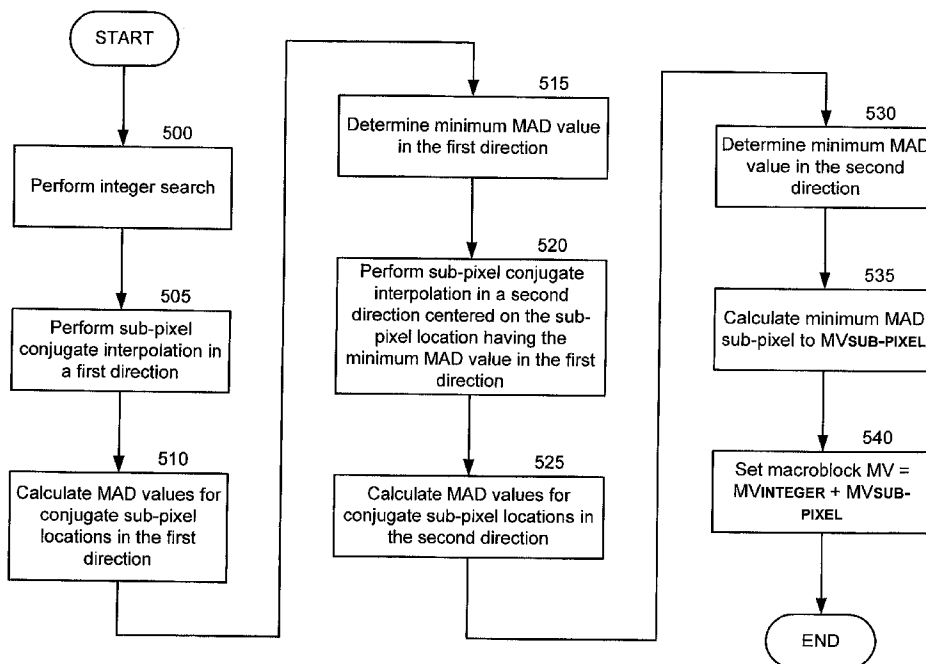 START
500
Perform integer search
505
Perform sub-pixel
conjugate interpolation in
a first direction
510
Calculate MAD values for
conjugate sub-pixel
locations in the first
direction
515
Determine minimum MAD value
in the first direction
520
Perform sub-pixel conjugate
interpolation in a second
direction centered on the sub-
pixel location having the
minimum MAD value in the first
direction
525
Calculate MAD values for
conjugate sub-pixel locations in
the second direction
530
Determine minimum MAD
value in the second
direction
535
Calculate minimum MAD
sub-pixel to MVSUB-PIXEL
540
Set macroblock MV =
MVINTEGER + MVSUB-
PIXEL
END